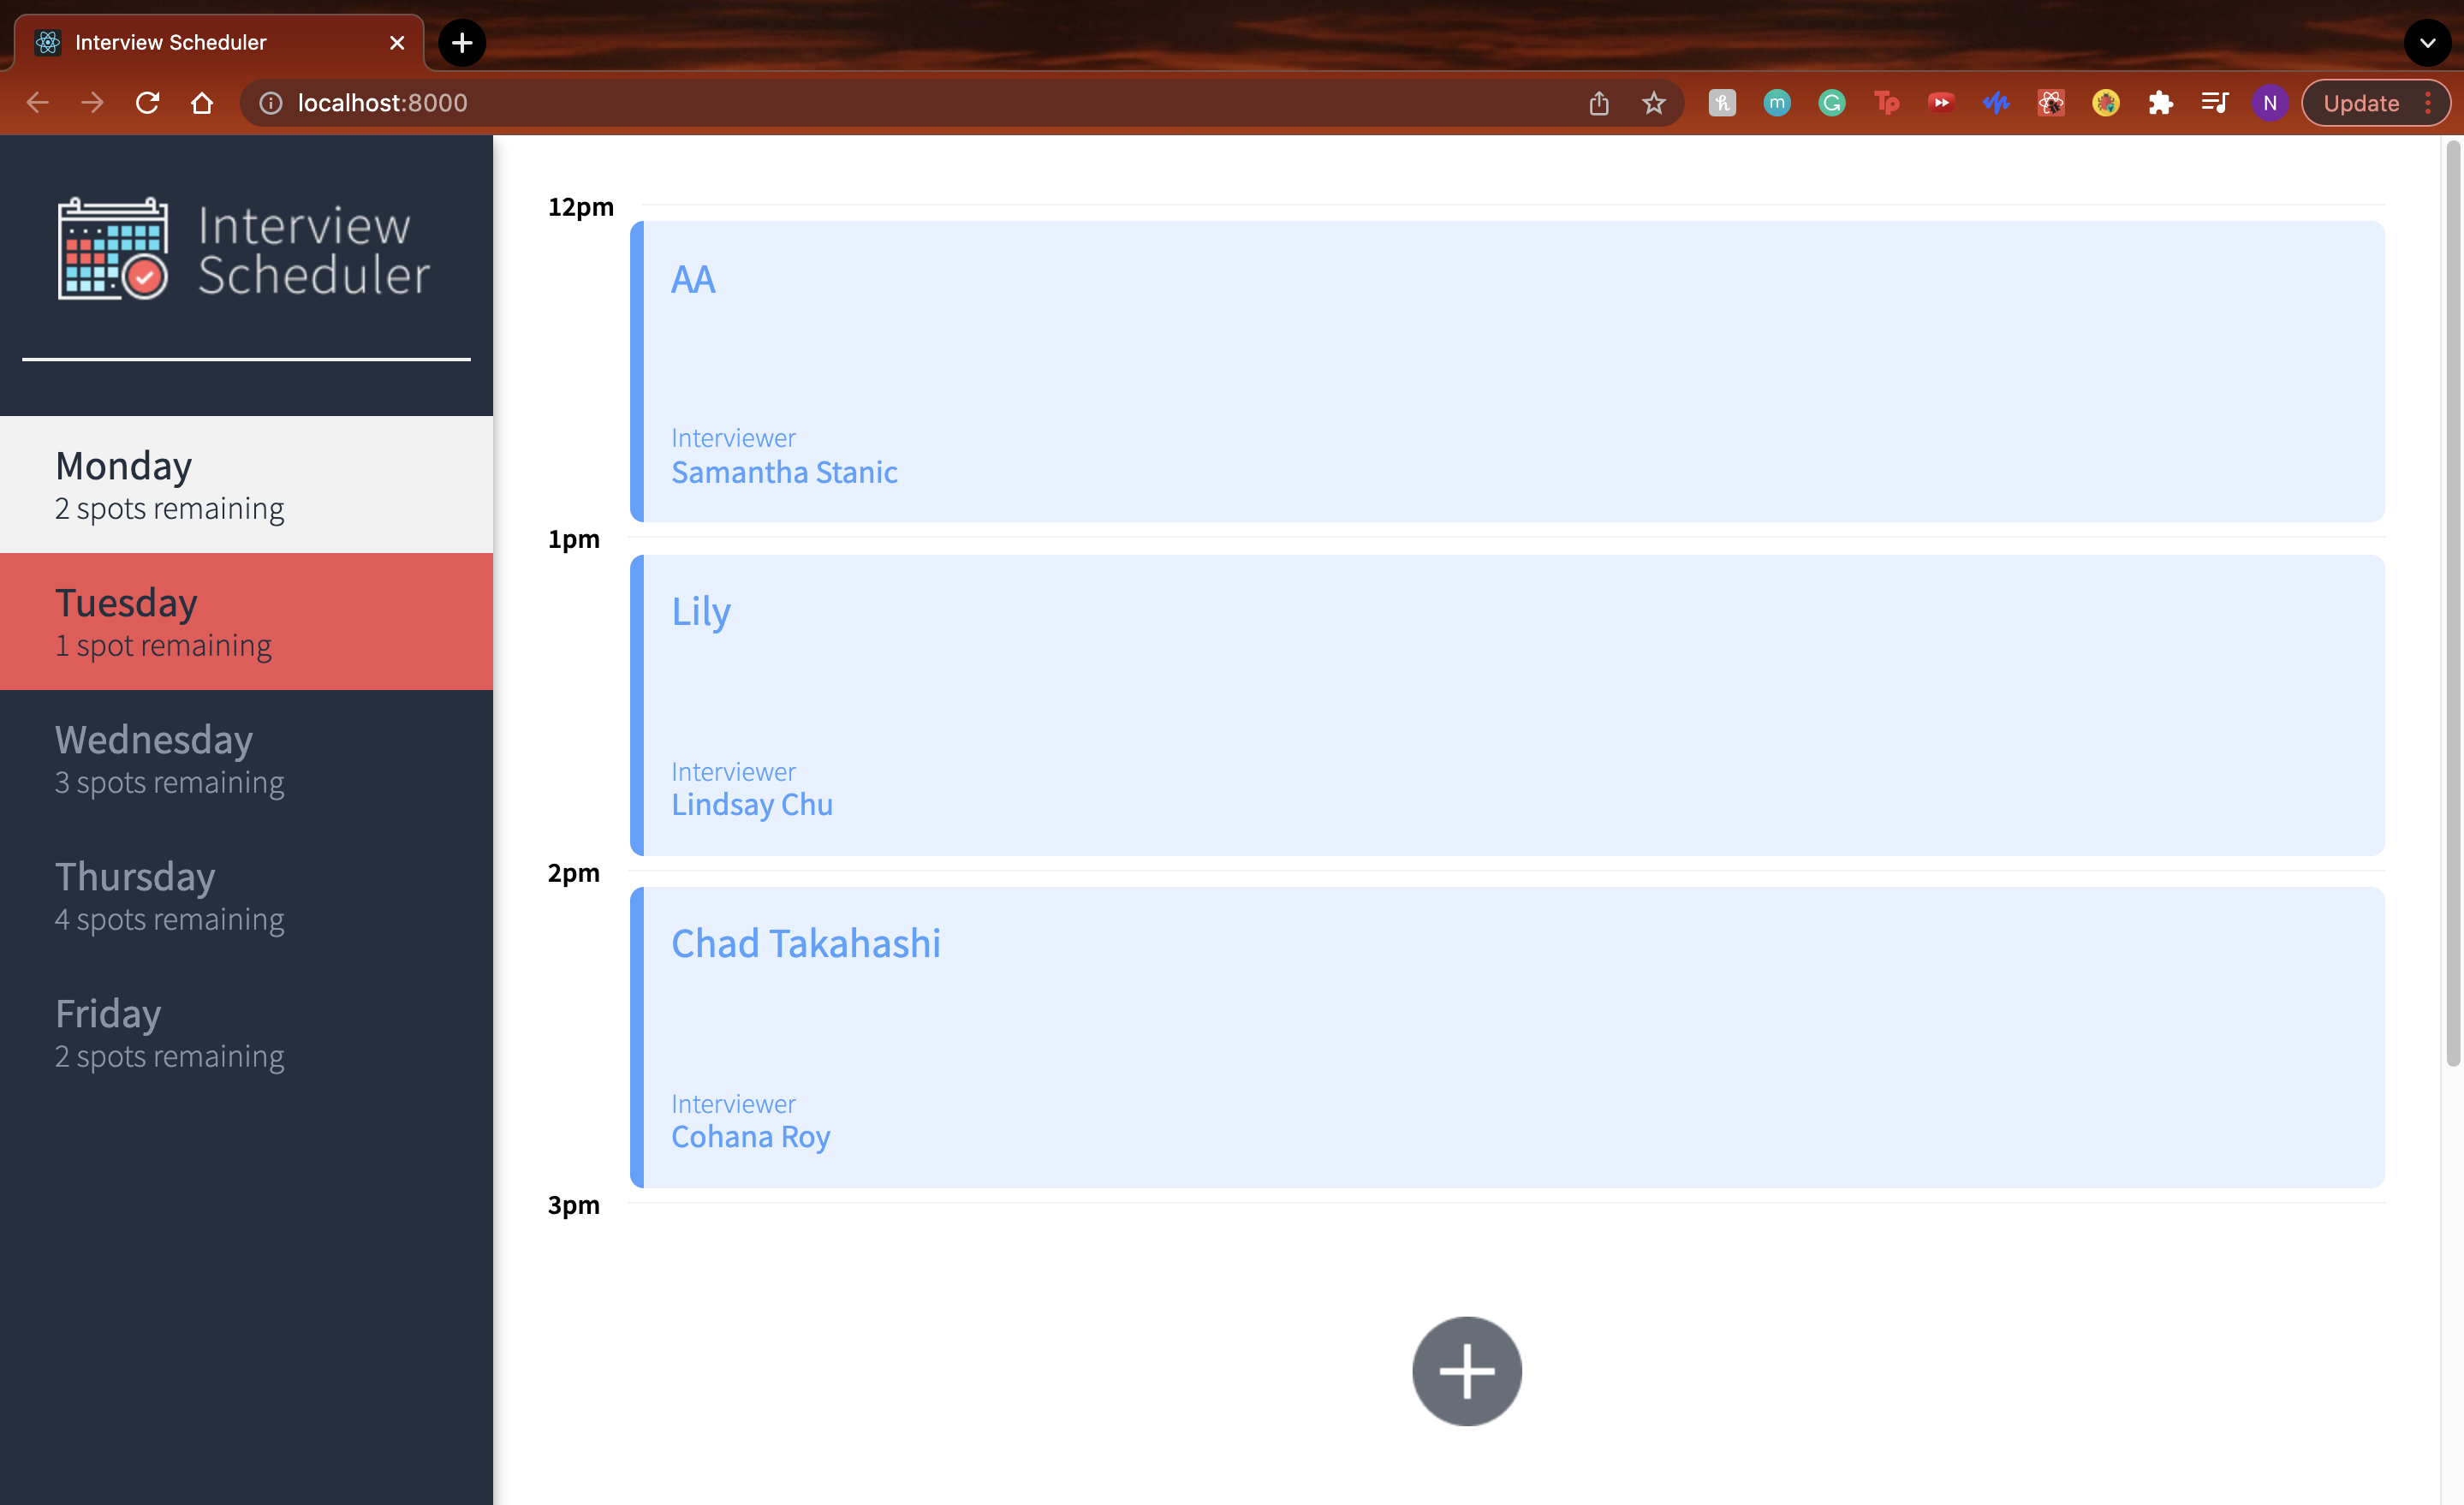 Interview Scheduler
localhost:8000
Update
Interview
Scheduler
Monday
2 spots remaining
Tuesday
1 spot remaining
Wednesday
3 spots remaining
Thursday
4 spots remaining
Friday
2 spots remaining
12pm
AA
Interviewer
Samantha Stanic
1pm
Lily
Interviewer
Lindsay Chu
2pm
Chad Takahashi
Interviewer
Cohana Roy
3pm
h
m
G
Tp
N